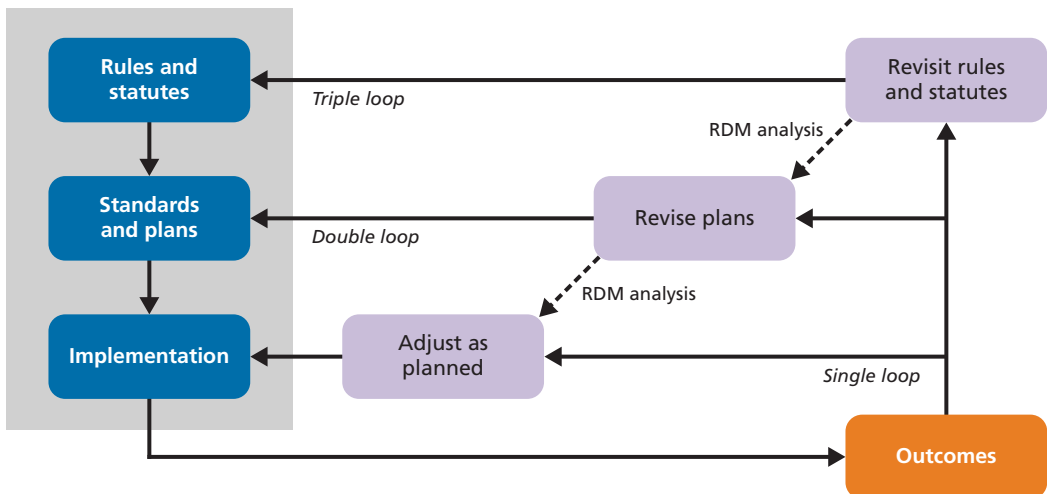 Rules and
statutes
Revisit rules
and statutes
Triple loop
RDM analysis
Standards
and plans
Revise plans
Double loop
RDM analysis
Implementation
Adjust as
planned
Single loop
Outcomes